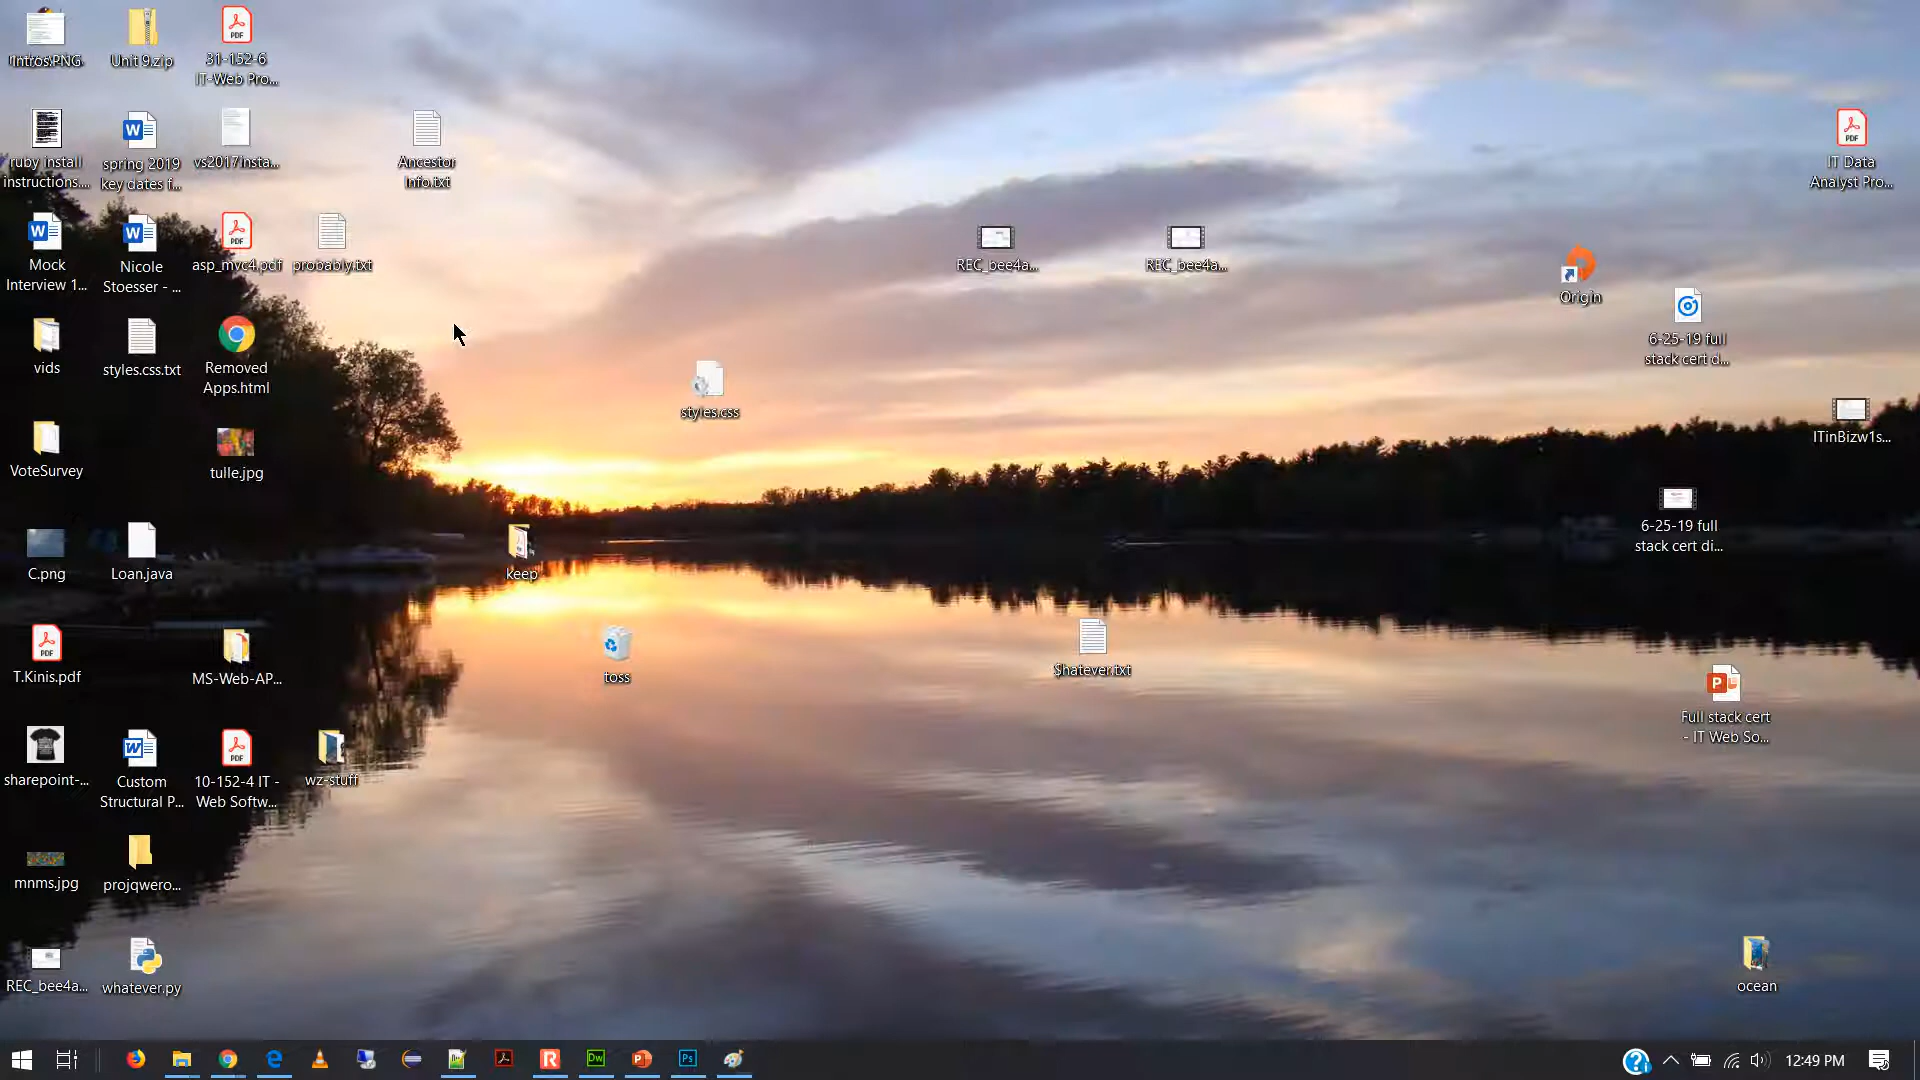 Intros.PNG
Unit 9.zip
31-152-6
IT-Web Pro...
ruby install
instructions....
spring 2019
key dates f...
vs2017insta...
Ancestor
Info.txt
IT Data
Analyst Pro...
Mock
Interview 1...
Nicole
Stoesser - ...
asp_mvc4.pdf
probably.txt
REC_bee4a...
REC_bee4a...
Origin
6-25-19 full
stack cert d...
vids
styles.css.txt
Removed
Apps.html
styles.css
ITinBizw1s...
VoteSurvey
tulle.jpg
6-25-19 full
stack cert di...
C.png
Loan.java
keep
T.Kinis.pdf
MS-Web-AP...
toss
$hatever.txt
Full stack cert
- IT Web So...
sharepoint-...
Custom
Structural P...
10-152-4 IT -
Web Softw...
wz-stuff
mnms.jpg
projqwero...
REC_bee4a...
whatever.py
ocean
12:49 PM